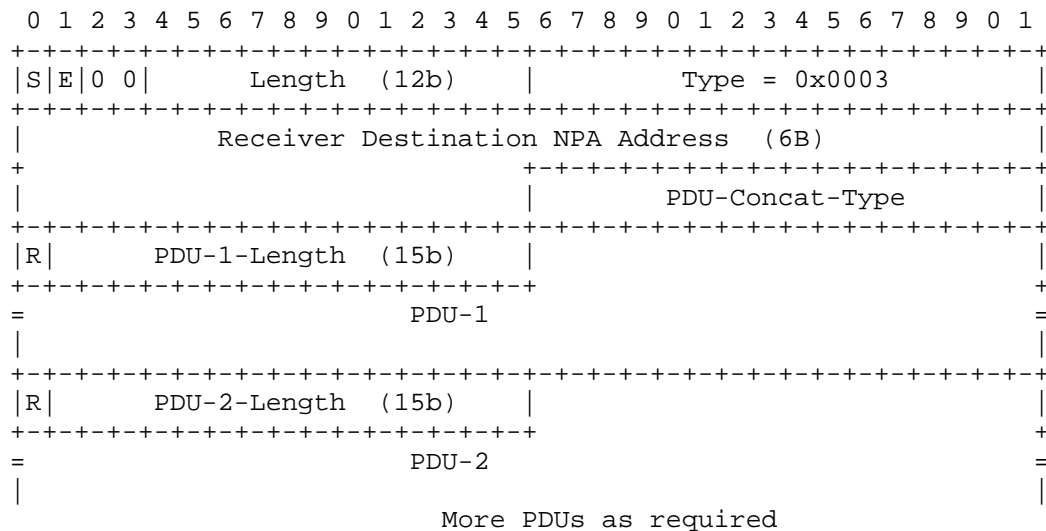 0 1 2 3 4 5 6 7 8 9 0 1 2 3 4 5 6 7 8 9 0 1 2 3 4 5 6 7 8 9 0 1
+-+-+-+-+-+-+-+-+-+-+-+-+-+-+-+-+-+-+-+-+-+-+-+-+-+-+-+-+-+-+-+-+
|S|E|0 0|      Length  (12b)    |         Type = 0x0003         |
+-+-+-+-+-+-+-+-+-+-+-+-+-+-+-+-+-+-+-+-+-+-+-+-+-+-+-+-+-+-+-+-+
|            Receiver Destination NPA Address  (6B)             |
+                               +-+-+-+-+-+-+-+-+-+-+-+-+-+-+-+-+
|                               |        PDU-Concat-Type        |
+-+-+-+-+-+-+-+-+-+-+-+-+-+-+-+-+-+-+-+-+-+-+-+-+-+-+-+-+-+-+-+-+
|R|      PDU-1-Length  (15b)    |                               |
+-+-+-+-+-+-+-+-+-+-+-+-+-+-+-+-+                               +
=                        PDU-1                                  =
|                                                               |
+-+-+-+-+-+-+-+-+-+-+-+-+-+-+-+-+-+-+-+-+-+-+-+-+-+-+-+-+-+-+-+-+
|R|      PDU-2-Length  (15b)    |                               |
+-+-+-+-+-+-+-+-+-+-+-+-+-+-+-+-+                               +
=                        PDU-2                                  =
|                                                               |
                           More PDUs as required